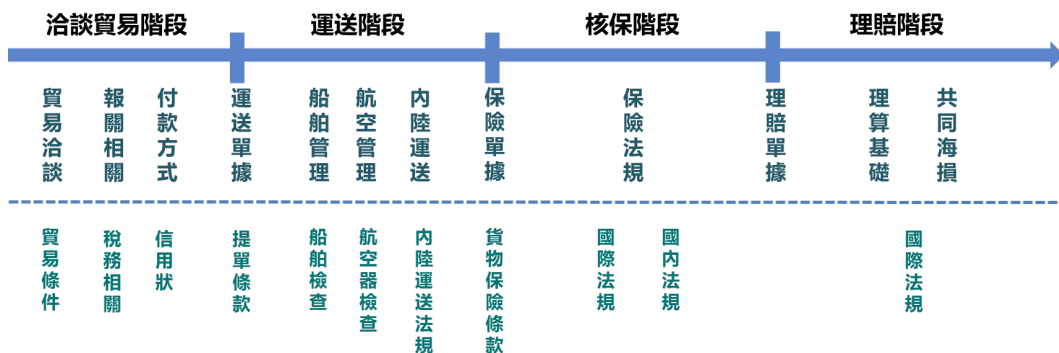 洽談貿易階段
運送階段
核保階段
理賠階段
貿易洽談
報關相關
付款方式
運送單據
船舶管理
航空管理
內陸運送
保險單據
保險法規
理賠單據
理算基礎
共同海損
貿易條件
稅務相關
信用狀
提單條款
船舶檢查
航空器檢查
內陸運送法規
貨物保險條款
國際法規
國內法規
國際法規